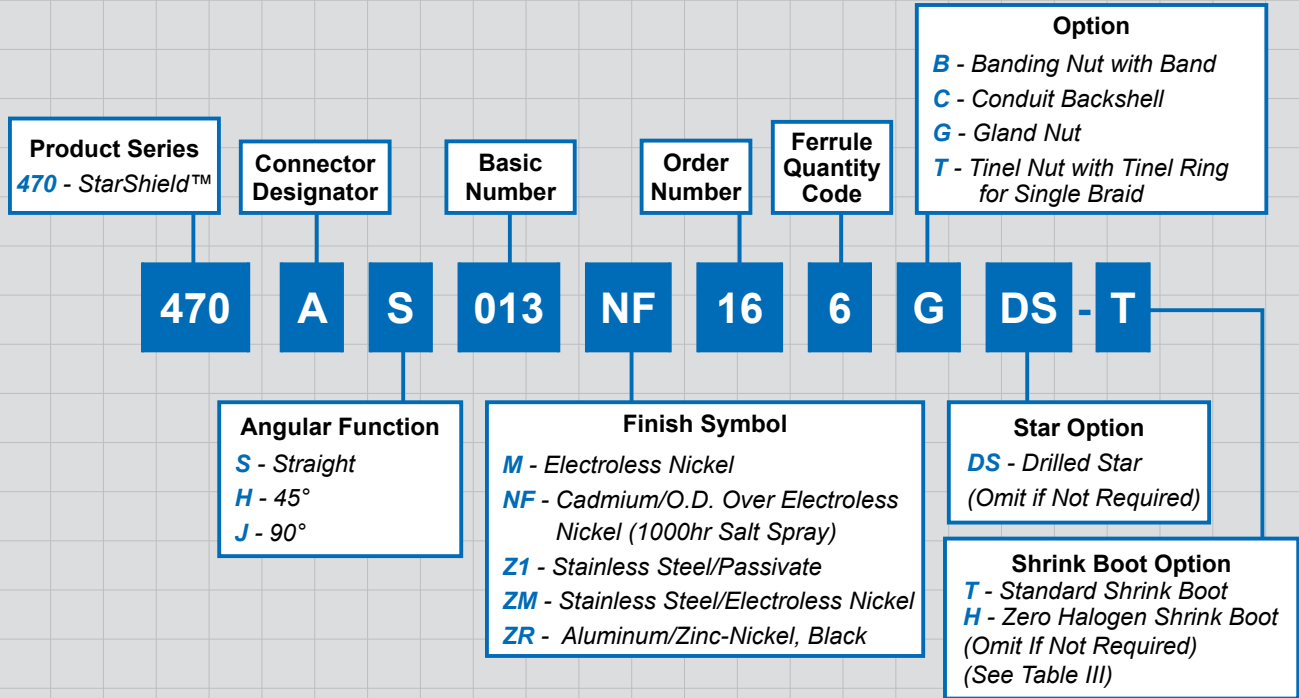 Option
B - Banding Nut with Band
C - Conduit Backshell
G - Gland Nut
T - Tinel Nut with Tinel Ring
for Single Braid
Product Series
470 - StarShield™
Connector
Designator
Basic
Number
Order
Number
Ferrule
Quantity
Code
470 A S 013 NF 16 6 G DS - T
Angular Function
S - Straight
H - 45°
J - 90°
Finish Symbol
M - Electroless Nickel
NF - Cadmium/O.D. Over Electroless
Nickel (1000hr Salt Spray)
Z1 - Stainless Steel/Passivate
ZM - Stainless Steel/Electroless Nickel
ZR - Aluminum/Zinc-Nickel, Black
Star Option
DS - Drilled Star
(Omit if Not Required)
Shrink Boot Option
T - Standard Shrink Boot
H - Zero Halogen Shrink Boot
(Omit If Not Required)
(See Table III)